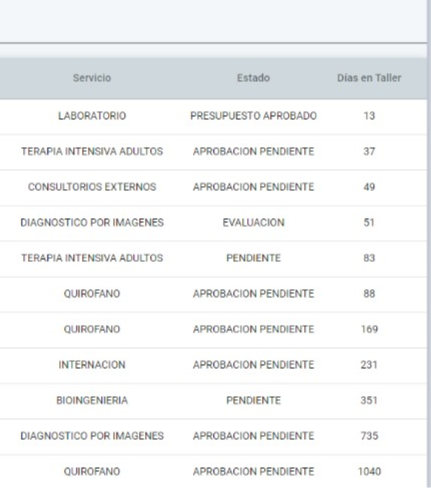 Servicio Estado Días en Taller
LABORATORIO PRESUPUESTO APROBADO 13
TERAPIA INTENSIVA ADULTOS APROBACION PENDIENTE 37
CONSULTORIOS EXTERNOS APROBACION PENDIENTE 49
DIAGNOSTICO POR IMAGENES EVALUACION 51
TERAPIA INTENSIVA ADULTOS PENDIENTE 83
QUIROFANO APROBACION PENDIENTE 88
QUIROFANO APROBACION PENDIENTE 169
INTERNACION APROBACION PENDIENTE 231
BIOINGENIERIA PENDIENTE 351
DIAGNOSTICO POR IMAGENES APROBACION PENDIENTE 735
QUIROFANO APROBACION PENDIENTE 1040